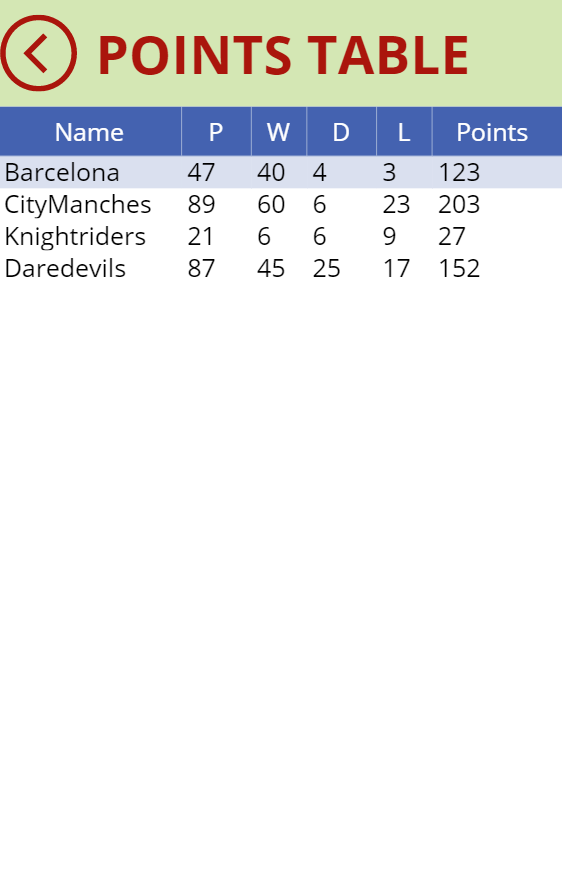 POINTS TABLE
Name P W D L Points
Barcelona 47 40 4 3 123
CityManches 89 60 6 23 203
Knightriders 21 6 6 9 27
Daredevils 87 45 25 17 152